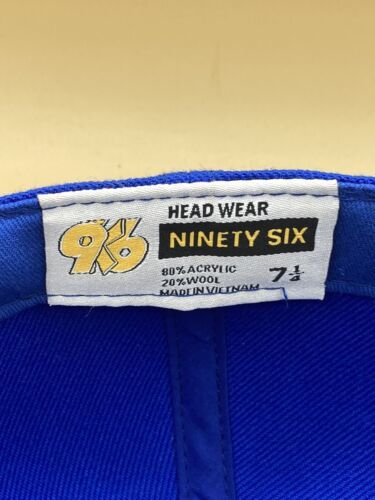 96
HEAD WEAR
NINETY SIX
80% ACRYLIC
20% WOOL
MADE IN VIETNAM
7 1/4